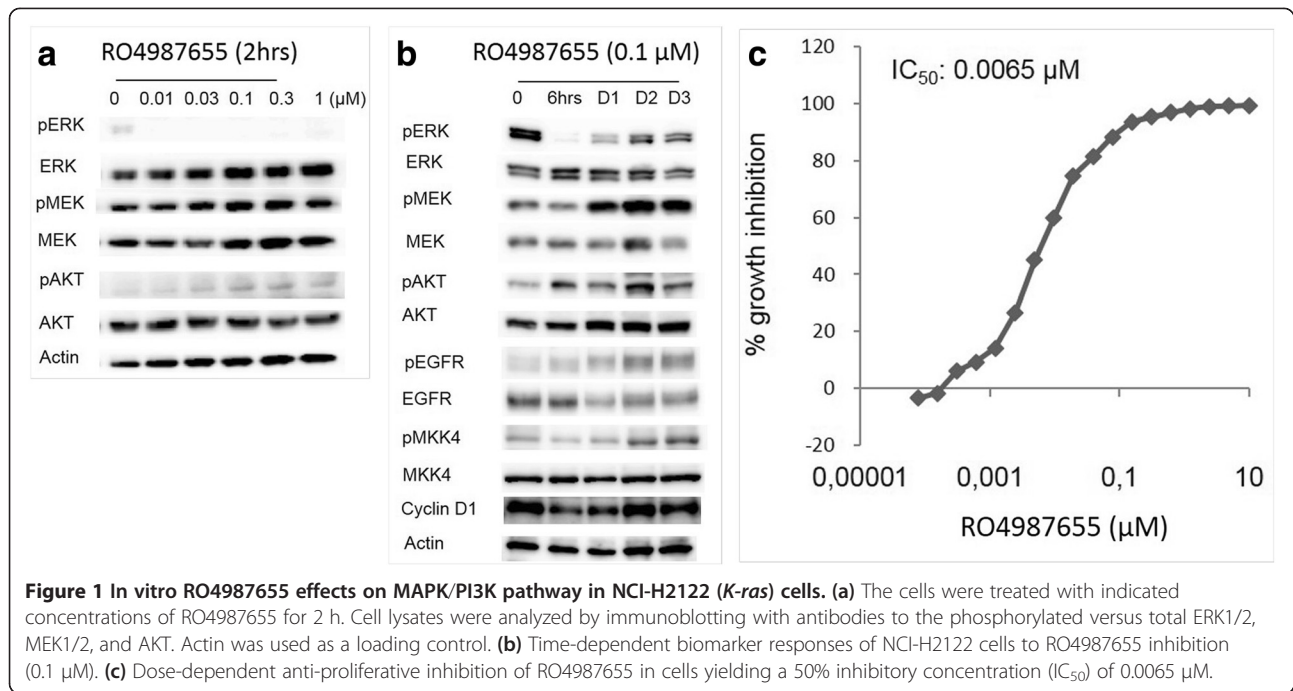 a
RO4987655 (2hrs)
0 0.01 0.03 0.1 0.3 1 (μM)
pERK
ERK
pMEK
MEK
pAKT
AKT
Actin
b
RO4987655 (0.1 μM)
0 6hrs D1 D2 D3
pERK
ERK
pMEK
MEK
pAKT
AKT
pEGFR
EGFR
pMKK4
MKK4
Cyclin D1
Actin
c
IC50: 0.0065 μM
% growth inhibition
120
100
80
60
40
20
0
-20
0,00001 0,001 0,1 10
RO4987655 (μM)
Figure 1 In vitro RO4987655 effects on MAPK/PI3K pathway in NCI-H2122 (K-ras) cells. (a) The cells were treated with indicated
concentrations of RO4987655 for 2 h. Cell lysates were analyzed by immunoblotting with antibodies to the phosphorylated versus total ERK1/2,
MEK1/2, and AKT. Actin was used as a loading control. (b) Time-dependent biomarker responses of NCI-H2122 cells to RO4987655 inhibition
(0.1 μM). (c) Dose-dependent anti-proliferative inhibition of RO4987655 in cells yielding a 50% inhibitory concentration (IC50) of 0.0065 μM.